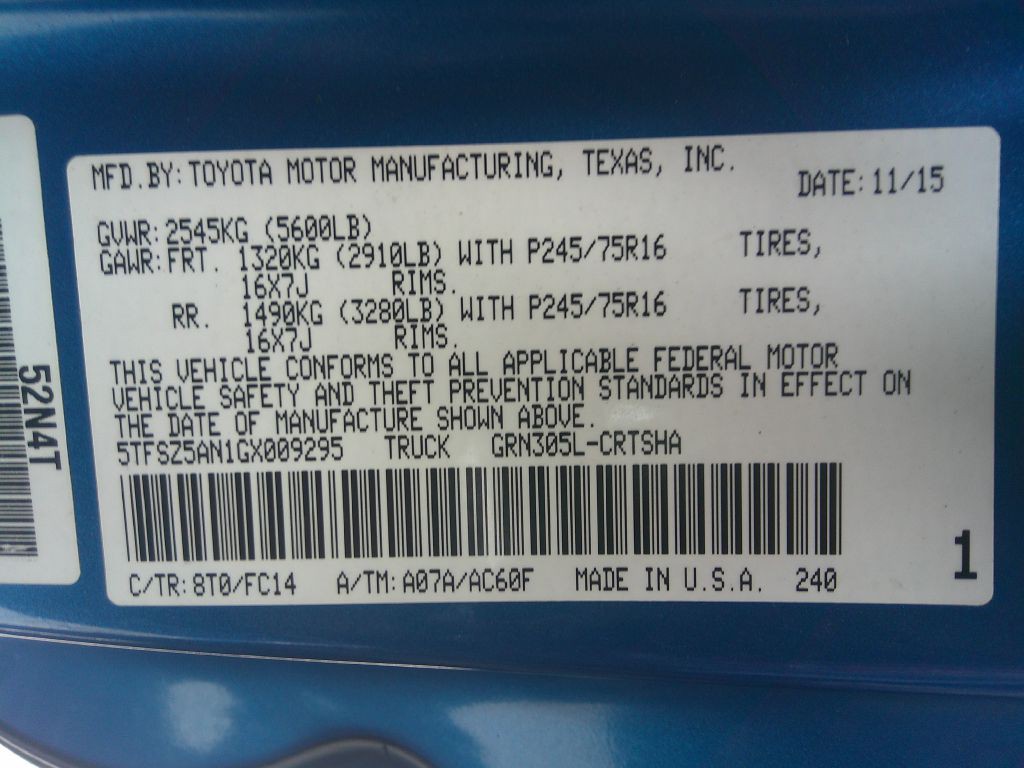 MFD.BY: TOYOTA MOTOR MANUFACTURING, TEXAS, INC.
DATE: 11/15
GVWR: 2545KG (5600LB)
GAWR: FRT. 1320KG (2910LB) WITH P245/75R16 TIRES,
16X7J RIMS.
RR. 1490KG (3280LB) WITH P245/75R16 TIRES,
16X7J RIMS.
THIS VEHICLE CONFORMS TO ALL APPLICABLE FEDERAL MOTOR
VEHICLE SAFETY AND THEFT PREVENTION STANDARDS IN EFFECT ON
THE DATE OF MANUFACTURE SHOWN ABOVE.
5TFSZ5AN1GX009295 TRUCK GRN305L-CRTSHA
C/TR: 8T0/FC14 A/TM: A07A/AC60F MADE IN U.S.A. 240
1
52N4T